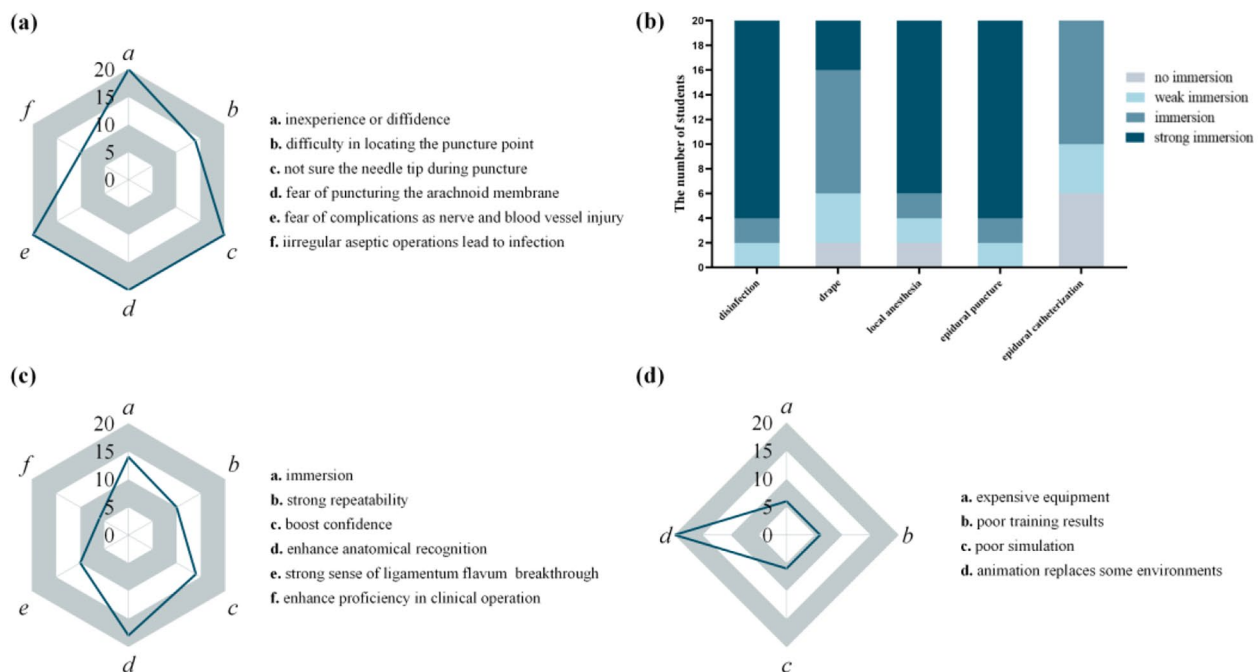 (a)
a
20
15
10
5
0
f
b
e
c
d
a. inexperience or diffidence
b. difficulty in locating the puncture point
c. not sure the needle tip during puncture
d. fear of puncturing the arachnoid membrane
e. fear of complications as nerve and blood vessel injury
f. iirregular aseptic operations lead to infection
(b)
The number of students
20
18
16
14
12
10
8
6
4
2
0
disinfection
drape
local anesthesia
epidural puncture
epidural catheterization
no immersion
weak immersion
immersion
strong immersion
(c)
a
20
15
10
5
0
f
b
e
c
d
a. immersion
b. strong repeatability
c. boost confidence
d. enhance anatomical recognition
e. strong sense of ligamentum flavum breakthrough
f. enhance proficiency in clinical operation
(d)
a
20
15
10
5
0
d
b
c
a. expensive equipment
b. poor training results
c. poor simulation
d. animation replaces some environments